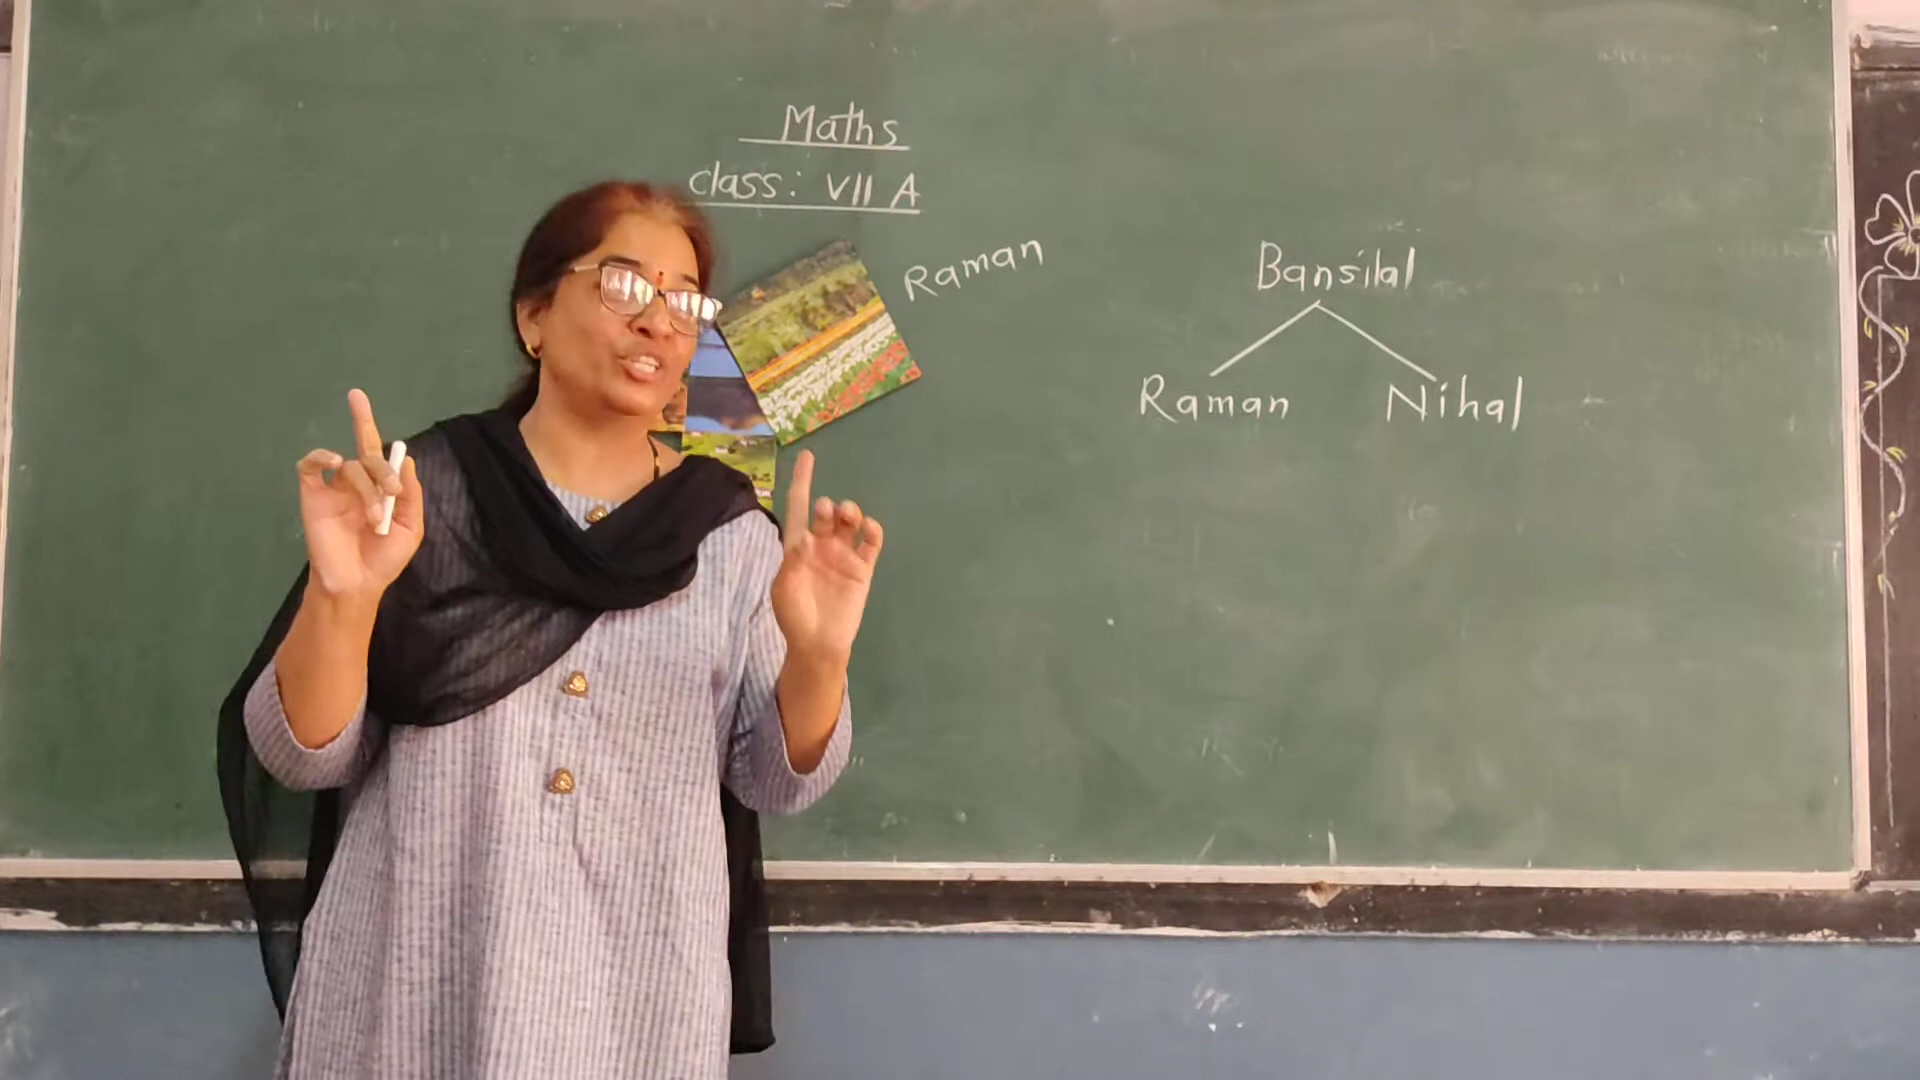 Maths
class: VII A
Raman
Bansilal
Raman Nihal